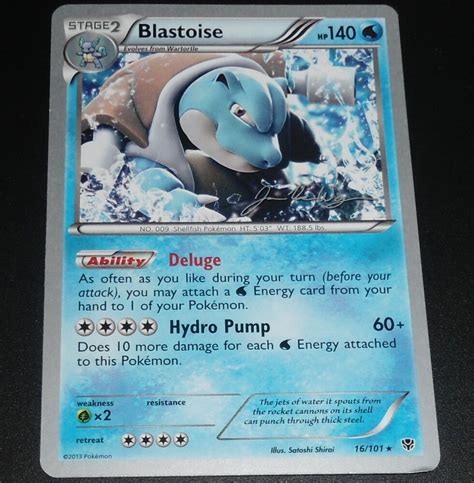 STAGE2 Blastoise HP140
Evolves from Wartortle
NO. 009 Shellfish Pokémon HT: 5'03" WT: 188.5 lbs.
Ability Deluge
As often as you like during your turn (before your
attack), you may attach a Energy card from your
hand to 1 of your Pokémon.
Hydro Pump 60+
Does 10 more damage for each Energy attached
to this Pokémon.
weakness resistance
×2
The jets of water it spouts from
the rocket cannons on its shell
can punch through thick steel.
retreat
Illus. Satoshi Shirai 16/101
©2013 Pokémon